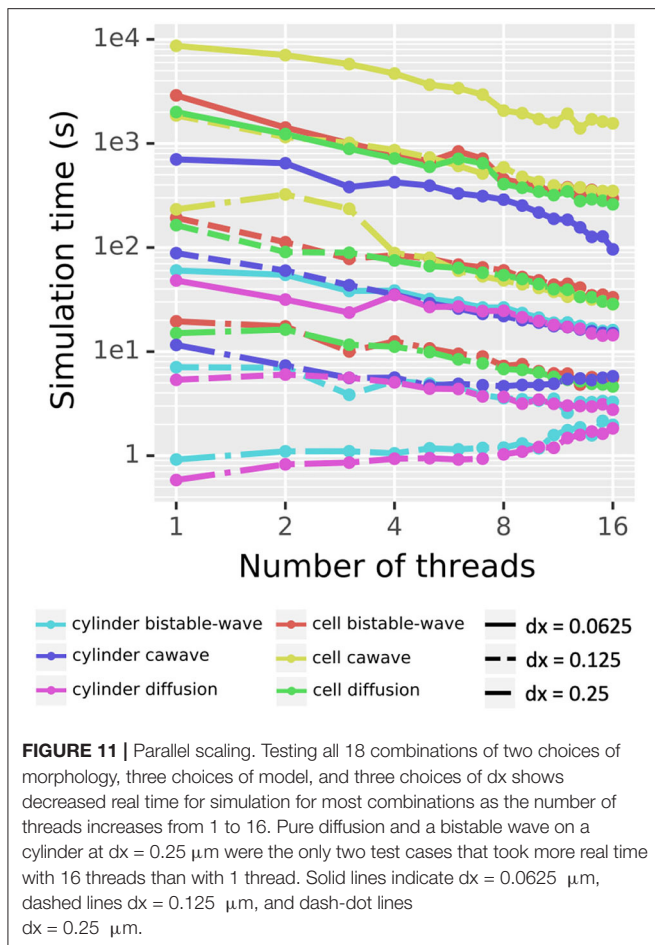 1e4
1e3
1e2
1e1
1
Simulation time (s)
1 2 4 8 16
Number of threads
cylinder bistable-wave cell bistable-wave dx = 0.0625
cylinder cawave cell cawave dx = 0.125
cylinder diffusion cell diffusion dx = 0.25
FIGURE 11 | Parallel scaling. Testing all 18 combinations of two choices of
morphology, three choices of model, and three choices of dx shows
decreased real time for simulation for most combinations as the number of
threads increases from 1 to 16. Pure diffusion and a bistable wave on a
cylinder at dx = 0.25 μm were the only two test cases that took more real time
with 16 threads than with 1 thread. Solid lines indicate dx = 0.0625 μm,
dashed lines dx = 0.125 μm, and dash-dot lines
dx = 0.25 μm.